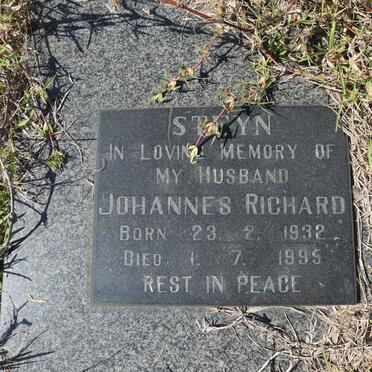 STEYN
IN LOVING MEMORY OF
MY HUSBAND
JOHANNES RICHARD
BORN 23. 2. 1932
DIED 1. 7. 1995
REST IN PEACE